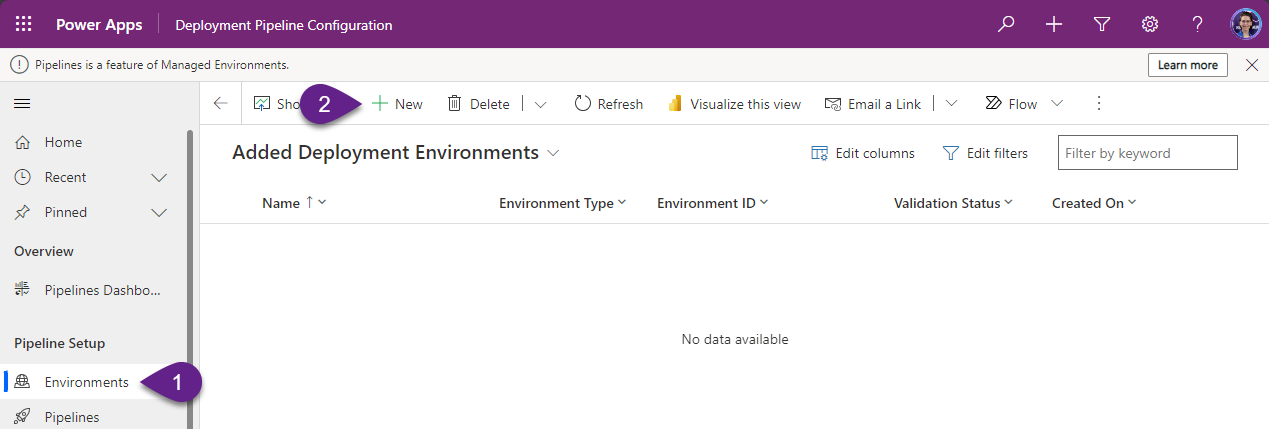 Power Apps Deployment Pipeline Configuration ?
Pipelines is a feature of Managed Environments. Learn more
Sho 2 New Delete Refresh Visualize this view Email a Link Flow
Home
Recent
Pinned
Overview
Pipelines Dashbo...
Pipeline Setup
Environments 1
Pipelines
Added Deployment Environments Edit columns Edit filters Filter by keyword
Name ↑ Environment Type Environment ID Validation Status Created On
No data available